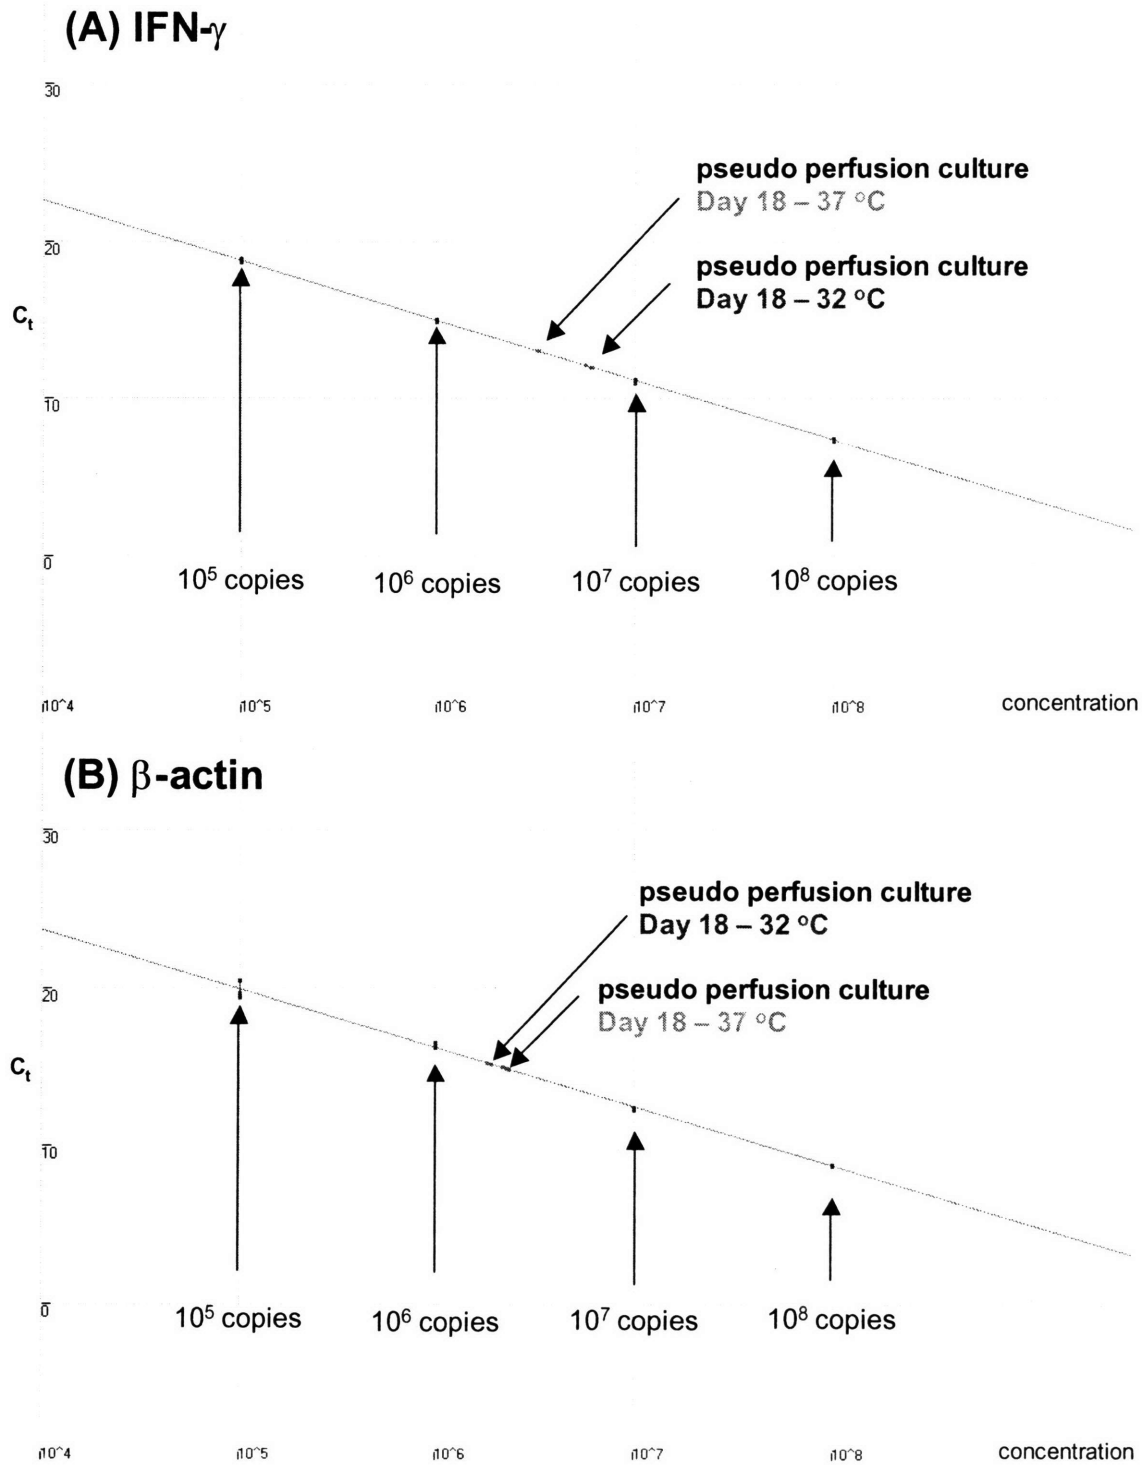 (A) IFN-γ
30
pseudo perfusion culture
Day 18 – 37 °C
20
pseudo perfusion culture
Day 18 – 32 °C
Ct
10
0
10⁵ copies 10⁶ copies 10⁷ copies 10⁸ copies
10^4 10^5 10^6 10^7 10^8 concentration
(B) β-actin
30
pseudo perfusion culture
Day 18 – 32 °C
20
pseudo perfusion culture
Day 18 – 37 °C
Ct
10
0
10⁵ copies 10⁶ copies 10⁷ copies 10⁸ copies
10^4 10^5 10^6 10^7 10^8 concentration